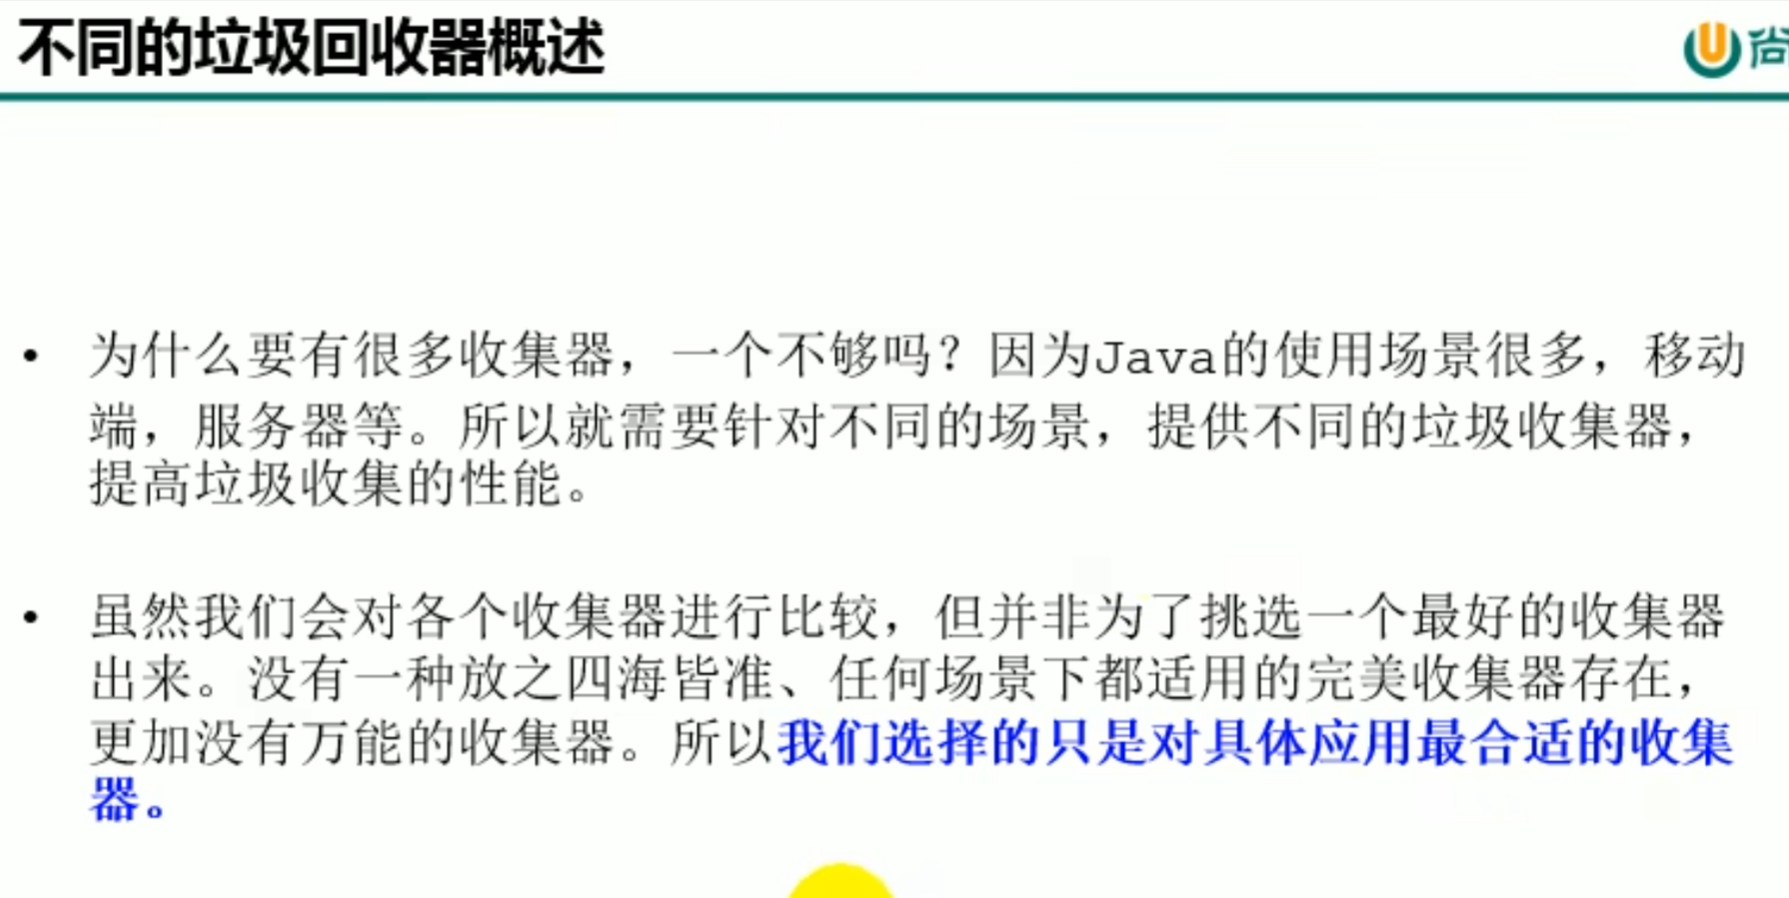 不同的垃圾回收器概述
尚
• 为什么要有很多收集器，一个不够吗？因为Java的使用场景很多，移动
端，服务器等。所以就需要针对不同的场景，提供不同的垃圾收集器，
提高垃圾收集的性能。
• 虽然我们会对各个收集器进行比较，但并非为了挑选一个最好的收集器
出来。没有一种放之四海皆准、任何场景下都适用的完美收集器存在，
更加没有万能的收集器。所以我们选择的只是对具体应用最合适的收集
器。